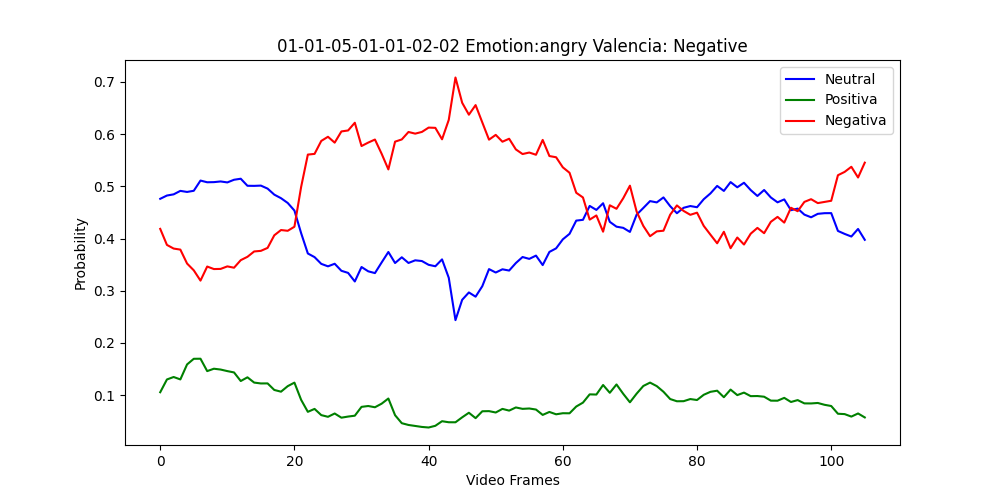 01-01-05-01-01-02-02 Emotion:angry Valencia: Negative
Neutral
Positiva
Negativa
0.7
0.6
0.5
0.4
0.3
0.2
0.1
Probability
0 20 40 60 80 100
Video Frames